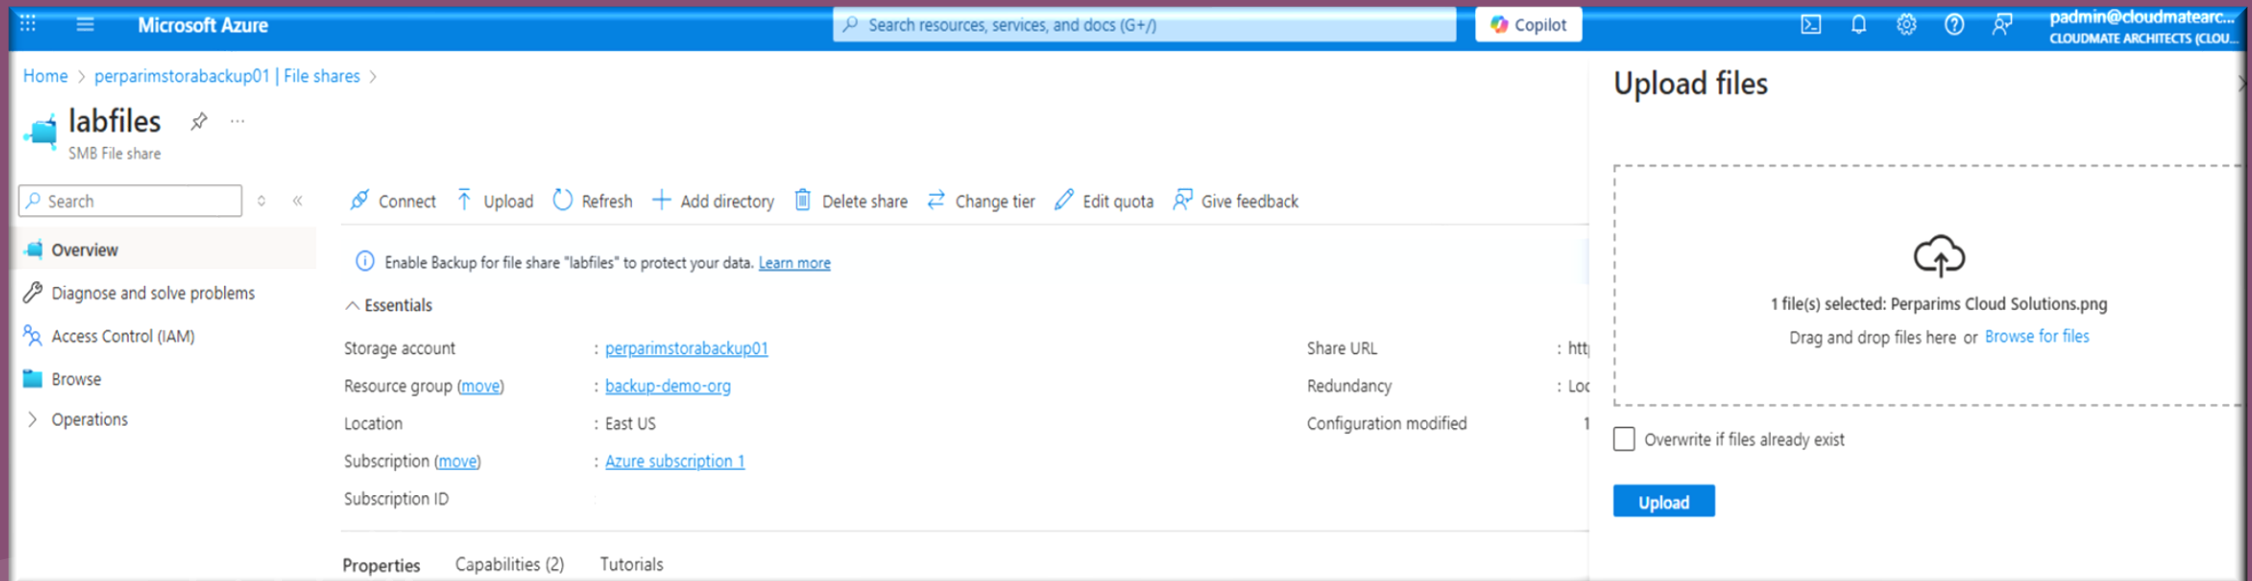 Microsoft Azure
Search resources, services, and docs (G+/)
Copilot
padmin@cloudmatearc...
CLOUDMATE ARCHITECTS (CLOU...
Home > perparimstorabackup01 | File shares >
labfiles
SMB File share
Search
Overview
Diagnose and solve problems
Access Control (IAM)
Browse
Operations
Connect Upload Refresh Add directory Delete share Change tier Edit quota Give feedback
Enable Backup for file share "labfiles" to protect your data. Learn more
Essentials
Storage account : perparimstorabackup01
Resource group (move) : backup-demo-org
Location : East US
Subscription (move) : Azure subscription 1
Subscription ID
Share URL :
Redundancy :
Configuration modified
Properties Capabilities (2) Tutorials
Upload files
1 file(s) selected: Perparims Cloud Solutions.png
Drag and drop files here or Browse for files
Overwrite if files already exist
Upload